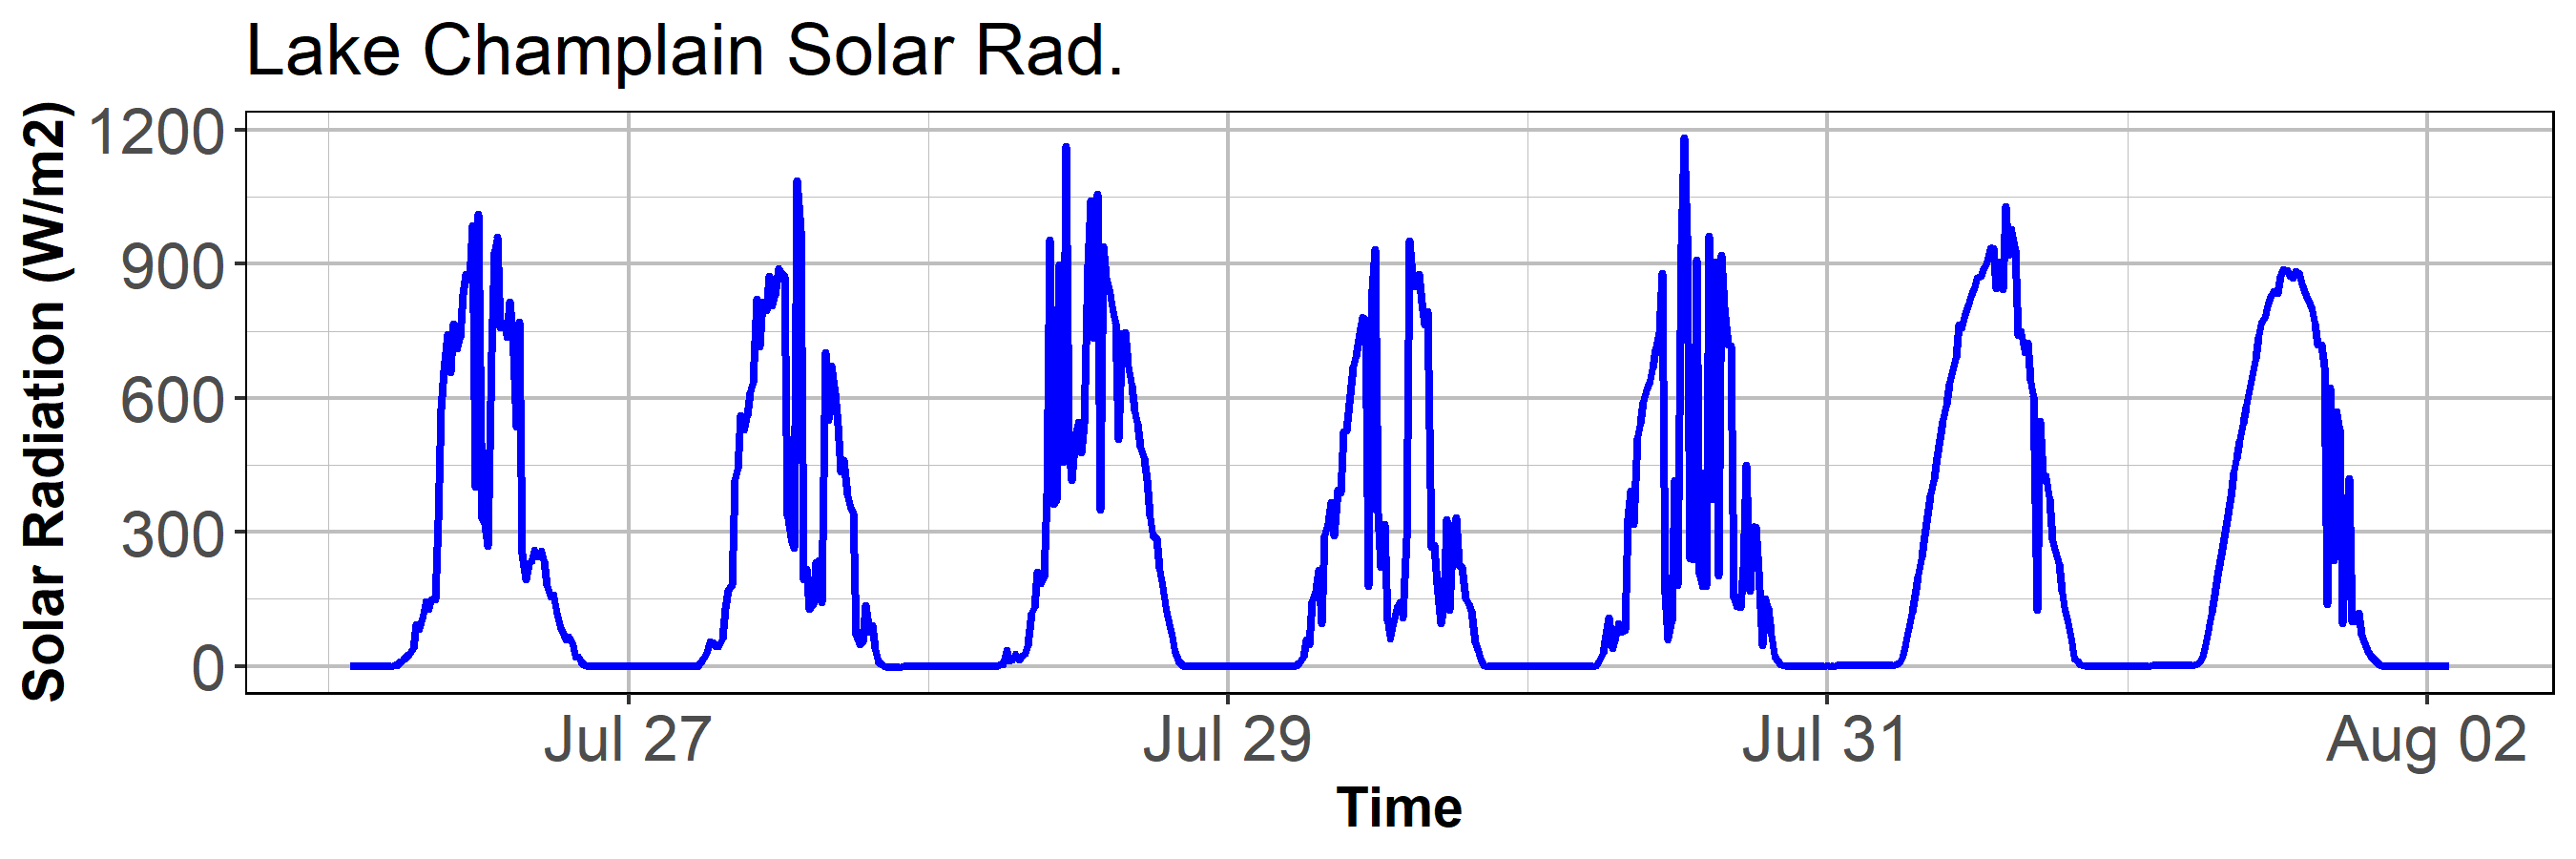 Lake Champlain Solar Rad.
Solar Radiation (W/m2)
1200
900
600
300
0
Jul 27 Jul 29 Jul 31 Aug 02
Time